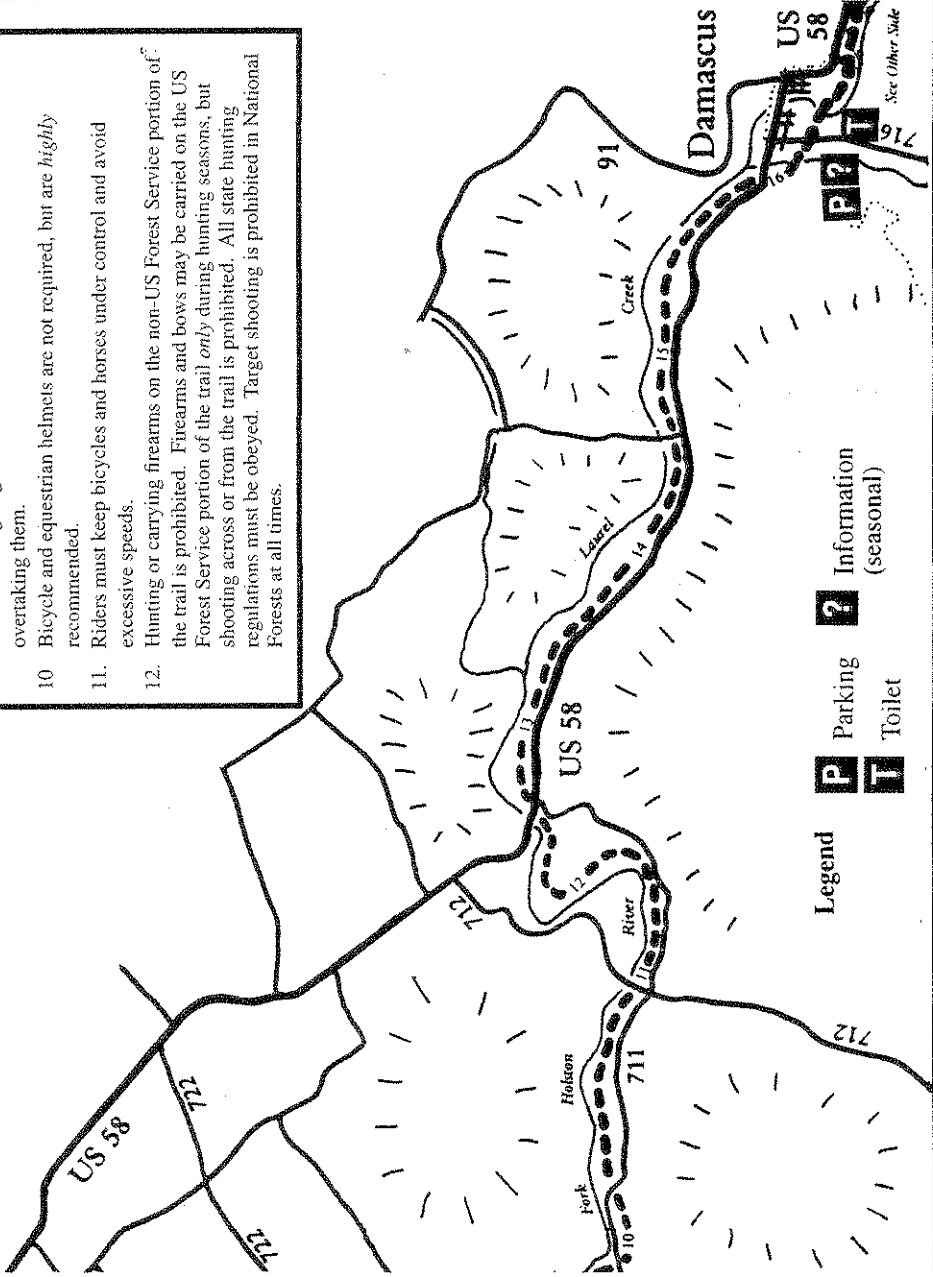 overtaking them.
10 Bicycle and equestrian helmets are not required, but are highly
recommended.
11. Riders must keep bicycles and horses under control and avoid
excessive speeds.
12. Hunting or carrying firearms on the non-US Forest Service portion of
the trail is prohibited. Firearms and bows may be carried on the US
Forest Service portion of the trail only during hunting seasons, but
shooting across or from the trail is prohibited. All state hunting
regulations must be obeyed. Target shooting is prohibited in National
Forests at all times.
US 58
722
722
712
712
711
Fork
Holston
River
10
11
12
13
14
15
16
US 58
Laurel
Creek
91
Damascus
US
58
716
See Other Side
P ?
T
Legend
P Parking
T Toilet
? Information
(seasonal)